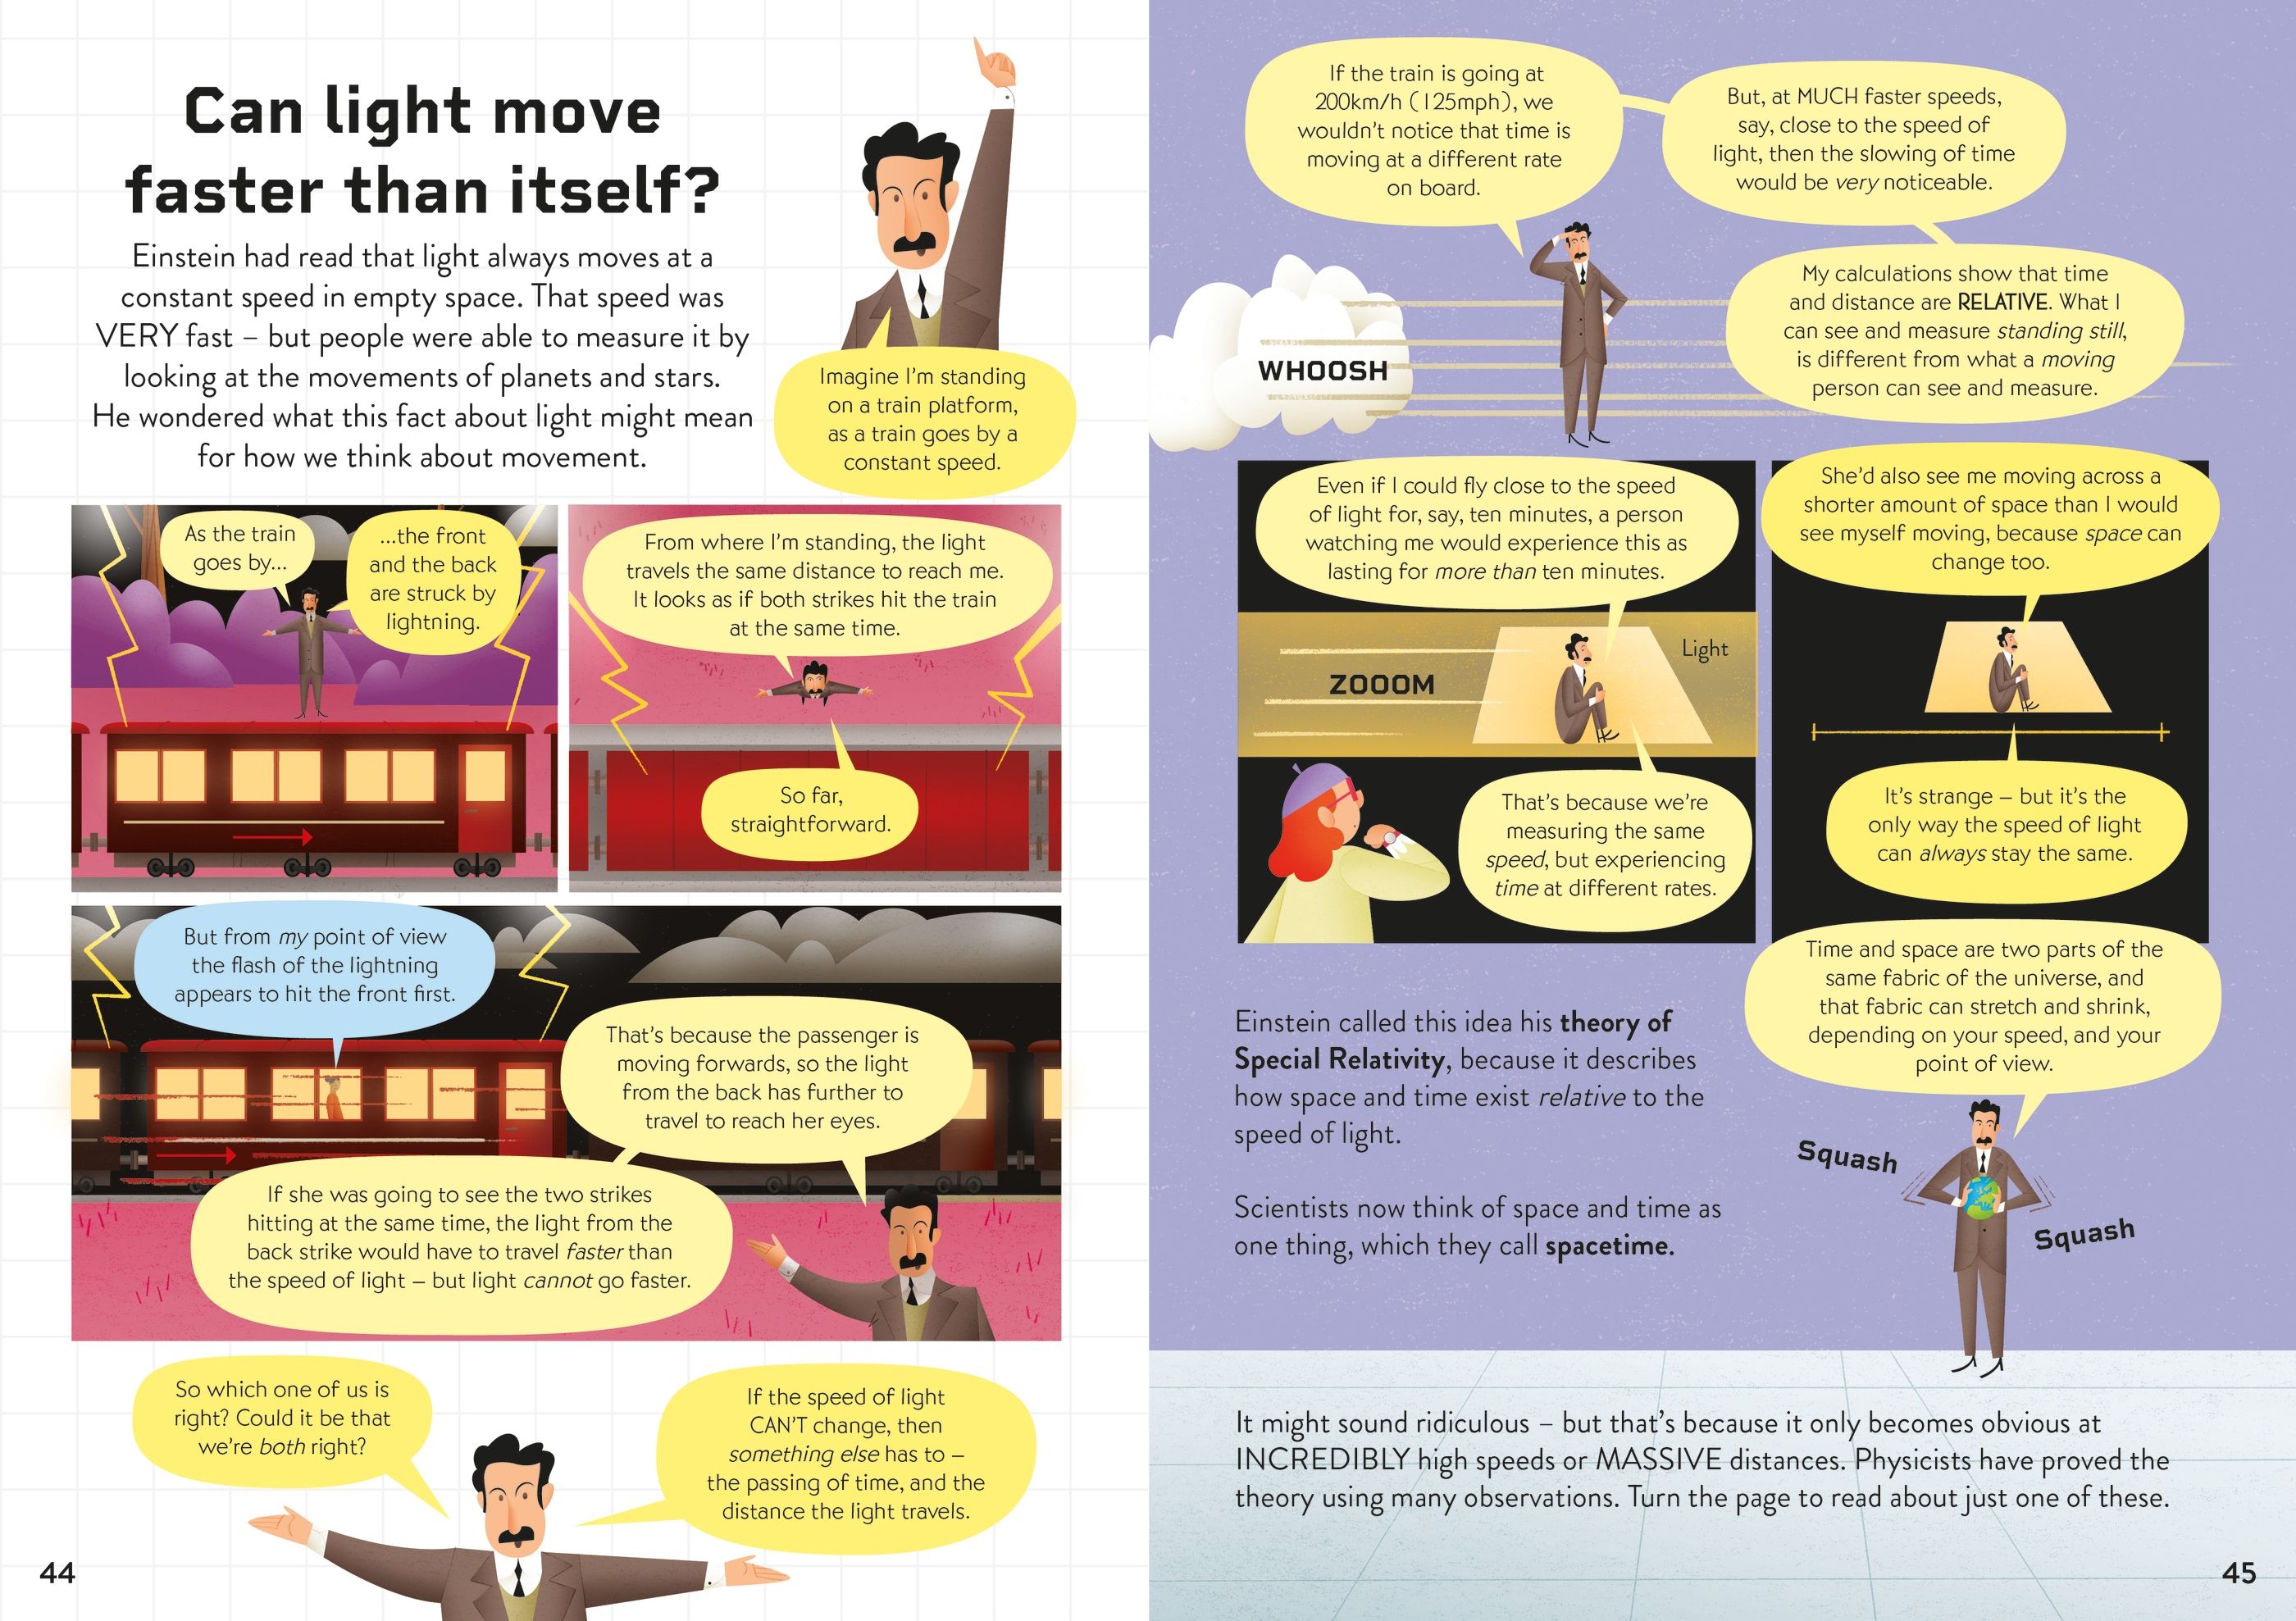 Can light move
faster than itself?
Einstein had read that light always moves at a
constant speed in empty space. That speed was
VERY fast – but people were able to measure it by
looking at the movements of planets and stars.
He wondered what this fact about light might mean
for how we think about movement.
Imagine I'm standing
on a train platform,
as a train goes by a
constant speed.
As the train
goes by...
...the front
and the back
are struck by
lightning.
From where I'm standing, the light
travels the same distance to reach me.
It looks as if both strikes hit the train
at the same time.
So far,
straightforward.
But from my point of view
the flash of the lightning
appears to hit the front first.
That's because the passenger is
moving forwards, so the light
from the back has further to
travel to reach her eyes.
If she was going to see the two strikes
hitting at the same time, the light from the
back strike would have to travel faster than
the speed of light – but light cannot go faster.
So which one of us is
right? Could it be that
we're both right?
If the speed of light
CAN'T change, then
something else has to –
the passing of time, and the
distance the light travels.
44
If the train is going at
200km/h (125mph), we
wouldn't notice that time is
moving at a different rate
on board.
But, at MUCH faster speeds,
say, close to the speed of
light, then the slowing of time
would be very noticeable.
My calculations show that time
and distance are RELATIVE. What I
can see and measure standing still,
is different from what a moving
person can see and measure.
WHOOSH
Even if I could fly close to the speed
of light for, say, ten minutes, a person
watching me would experience this as
lasting for more than ten minutes.
Light
ZOOOM
That's because we're
measuring the same
speed, but experiencing
time at different rates.
She'd also see me moving across a
shorter amount of space than I would
see myself moving, because space can
change too.
It's strange – but it's the
only way the speed of light
can always stay the same.
Time and space are two parts of the
same fabric of the universe, and
that fabric can stretch and shrink,
depending on your speed, and your
point of view.
Squash
Squash
Einstein called this idea his theory of
Special Relativity, because it describes
how space and time exist relative to the
speed of light.
Scientists now think of space and time as
one thing, which they call spacetime.
It might sound ridiculous – but that's because it only becomes obvious at
INCREDIBLY high speeds or MASSIVE distances. Physicists have proved the
theory using many observations. Turn the page to read about just one of these.
45